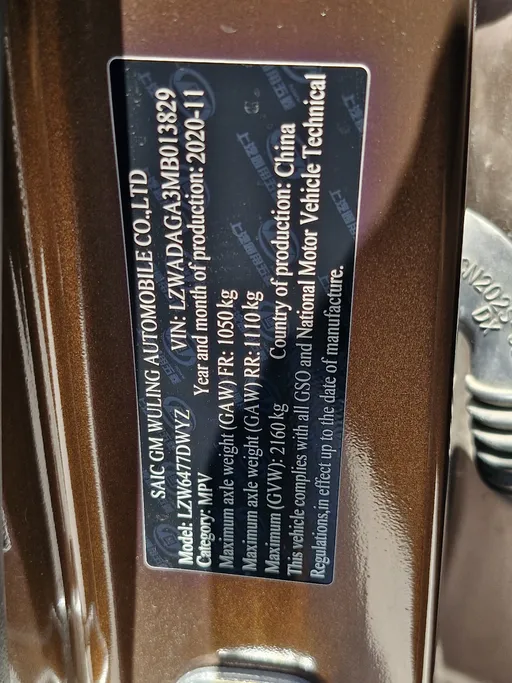 SAIC GM WULING AUTOMOBILE CO.,LTD
Model: LZW6477DWYZ VIN: LZWADAGA3MB013829
Category: MPV Year and month of production: 2020-11
Maximum axle weight (GAW) FR: 1050 kg
Maximum axle weight (GAW) RR: 1110 kg
Maximum (GVW): 2160 kg Country of production: China
This vehicle complies with all GSO and National Motor Vehicle Technical
Regulations,in effect up to the date of manufacture.
DX